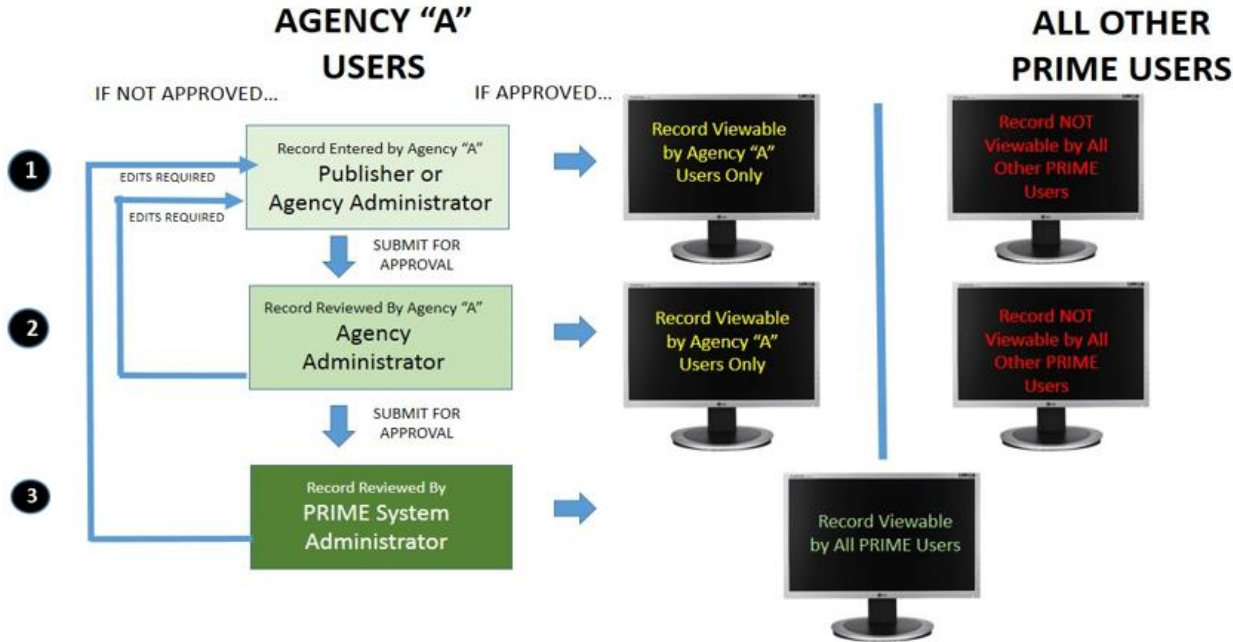 AGENCY “A”
USERS
ALL OTHER
PRIME USERS
IF NOT APPROVED...
IF APPROVED...
1
EDITS REQUIRED
EDITS REQUIRED
Record Entered by Agency “A”
Publisher or
Agency Administrator
Record Viewable
by Agency “A”
Users Only
Record NOT
Viewable by All
Other PRIME
Users
SUBMIT FOR
APPROVAL
2
Record Reviewed By Agency “A”
Agency
Administrator
Record Viewable
by Agency “A”
Users Only
Record NOT
Viewable by All
Other PRIME
Users
SUBMIT FOR
APPROVAL
3
Record Reviewed By
PRIME System
Administrator
Record Viewable
by All PRIME Users